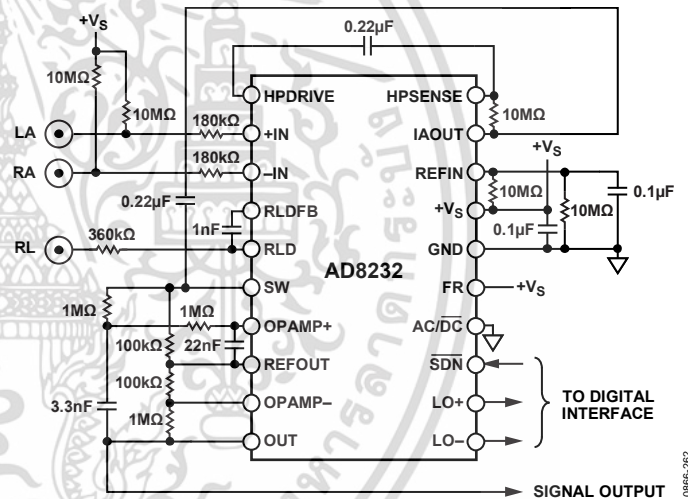 +VS
0.22µF
10MΩ
10MΩ
HPDRIVE
HPSENSE
10MΩ
LA
180kΩ
+IN
IAOUT
+VS
RA
180kΩ
–IN
REFIN
10MΩ
0.1µF
0.22µF
RLDFB
+VS
10MΩ
1nF
0.1µF
RL
360kΩ
RLD
GND
AD8232
SW
FR
+VS
1MΩ
1MΩ
OPAMP+
AC/DC
100kΩ
22nF
REFOUT
SDN
100kΩ
TO DIGITAL
INTERFACE
3.3nF
OPAMP–
LO+
1MΩ
OUT
LO–
SIGNAL OUTPUT